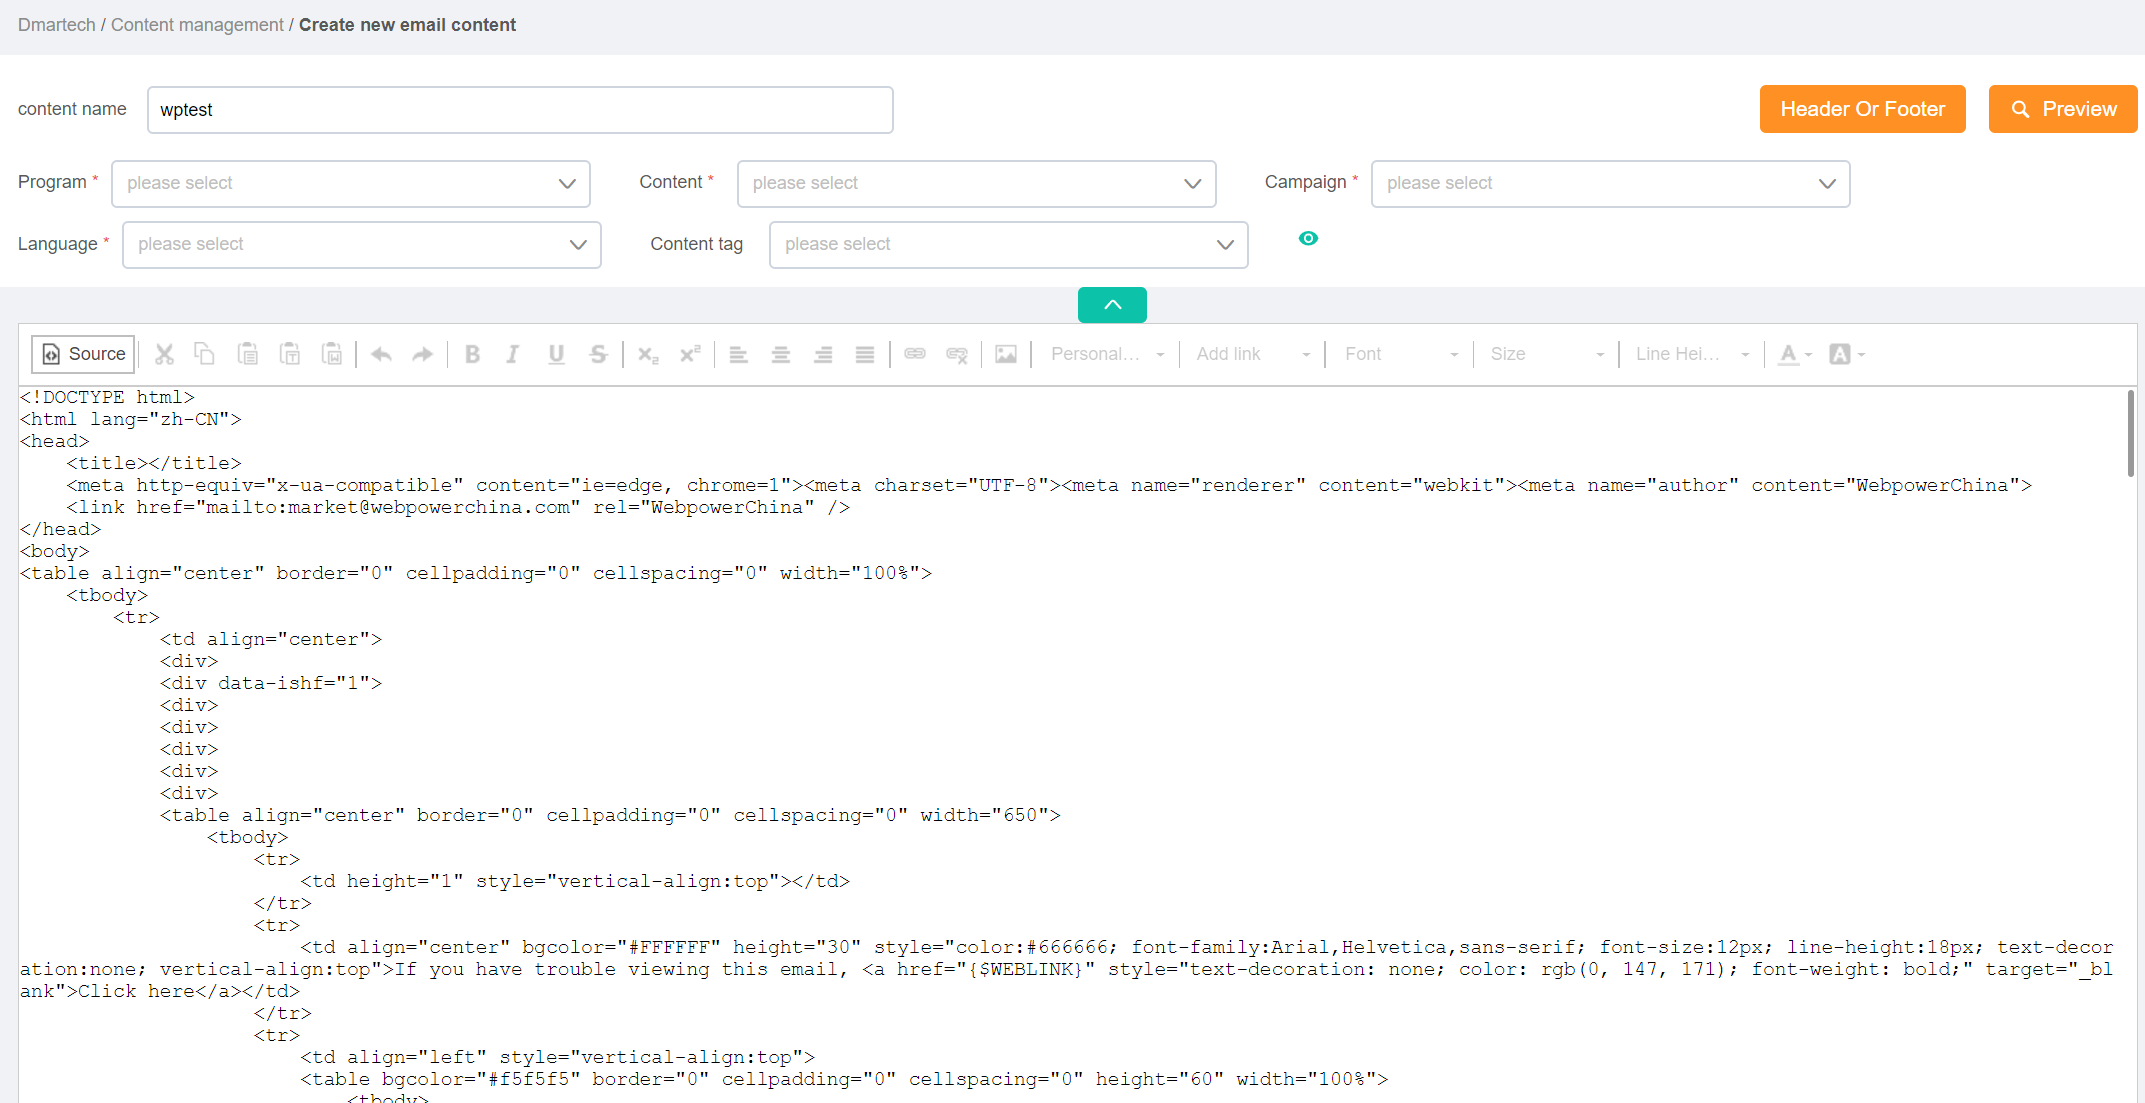 Dmartech / Content management / Create new email content
content name wptest Header Or Footer Preview
Program * please select Content * please select Campaign * please select
Language * please select Content tag please select
Source Personal... Add link Font Size Line Hei...
<!DOCTYPE html>
<html lang="zh-CN">
<head>
    <title></title>
    <meta http-equiv="x-ua-compatible" content="ie=edge, chrome=1"><meta charset="UTF-8"><meta name="renderer" content="webkit"><meta name="author" content="WebpowerChina">
    <link href="mailto:market@webpowerchina.com" rel="WebpowerChina" />
</head>
<body>
<table align="center" border="0" cellpadding="0" cellspacing="0" width="100%">
    <tbody>
        <tr>
            <td align="center">
            <div>
            <div data-ishf="1">
            <div>
            <div>
            <div>
            <div>
            <div>
            <table align="center" border="0" cellpadding="0" cellspacing="0" width="650">
                <tbody>
                    <tr>
                        <td height="1" style="vertical-align:top"></td>
                    </tr>
                    <tr>
                        <td align="center" bgcolor="#FFFFFF" height="30" style="color:#666666; font-family:Arial,Helvetica,sans-serif; font-size:12px; line-height:18px; text-decor
ation:none; vertical-align:top">If you have trouble viewing this email, <a href="{$WEBLINK}" style="text-decoration: none; color: rgb(0, 147, 171); font-weight: bold;" target="_bl
ank">Click here</a></td>
                    </tr>
                    <tr>
                        <td align="left" style="vertical-align:top">
                        <table bgcolor="#f5f5f5" border="0" cellpadding="0" cellspacing="0" height="60" width="100%">
                            <tbody>